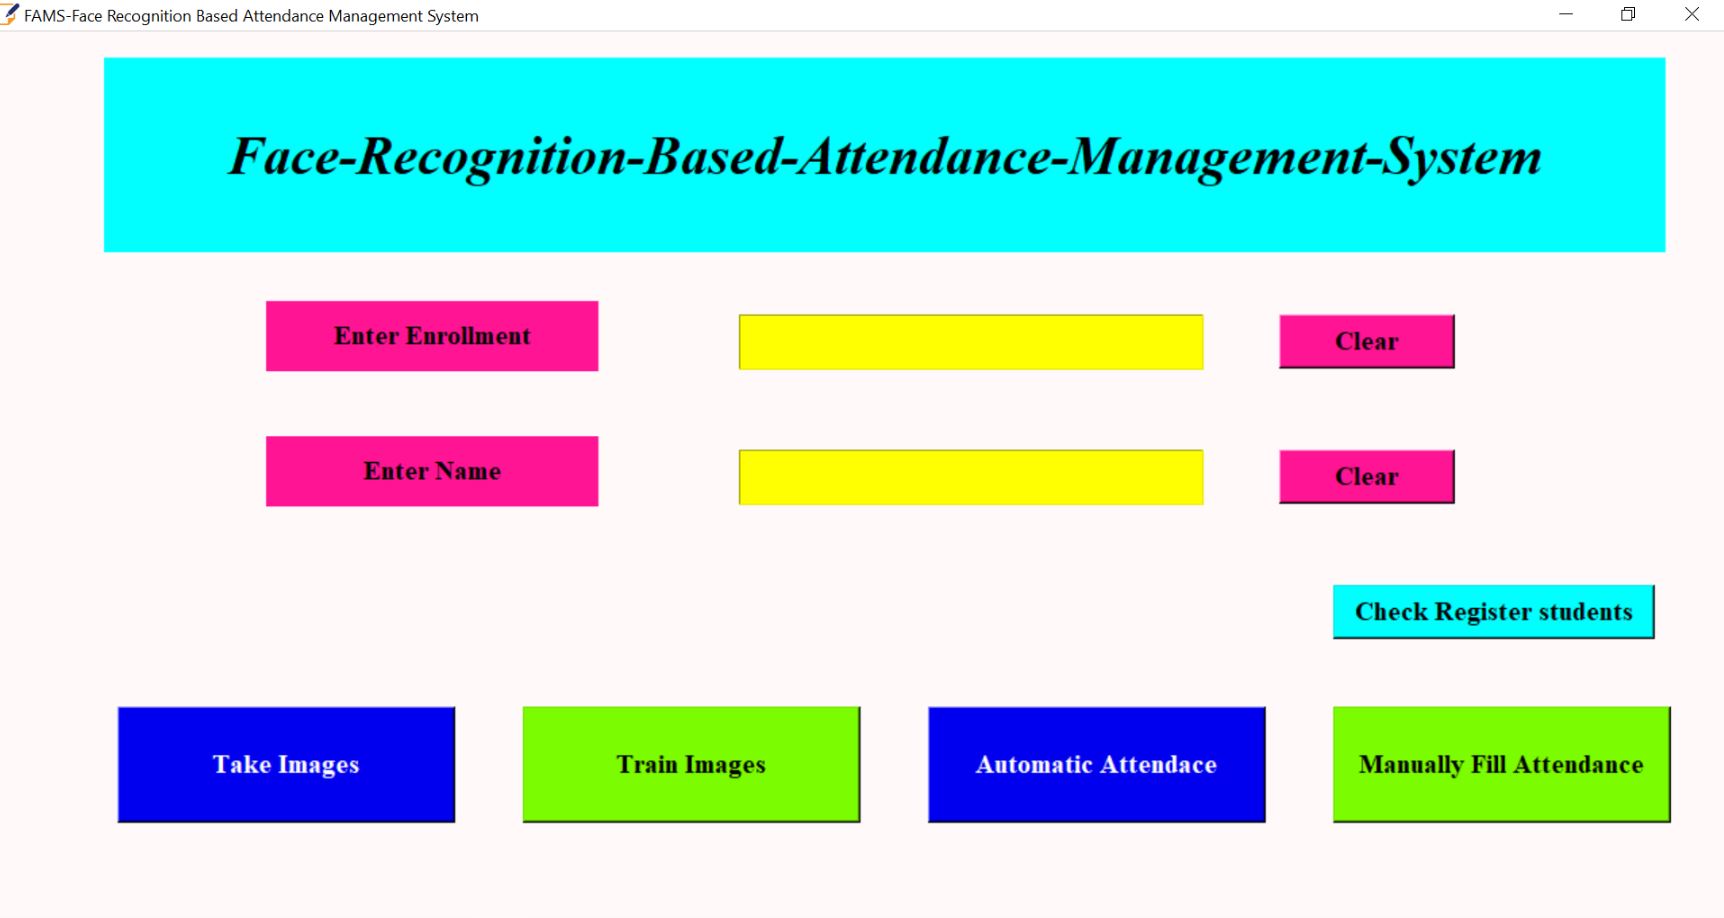 FAMS-Face Recognition Based Attendance Management System
Face-Recognition-Based-Attendance-Management-System
Enter Enrollment
Clear
Enter Name
Clear
Check Register students
Take Images
Train Images
Automatic Attendace
Manually Fill Attendance